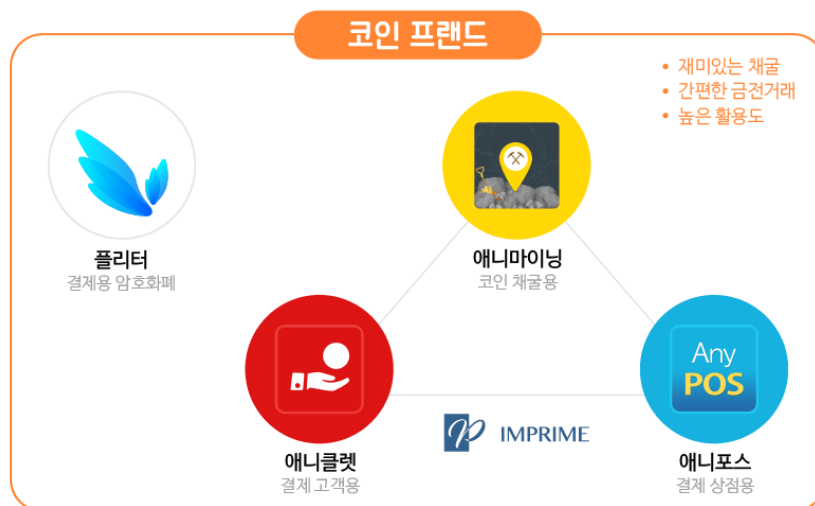 코인 프랜드
• 재미있는 채굴
• 간편한 금전거래
• 높은 활용도
플리터
결제용 암호화폐
애니마이닝
코인 채굴용
Any
POS
IMPRIME
애니클렛
결제 고객용
애니포스
결제 상점용